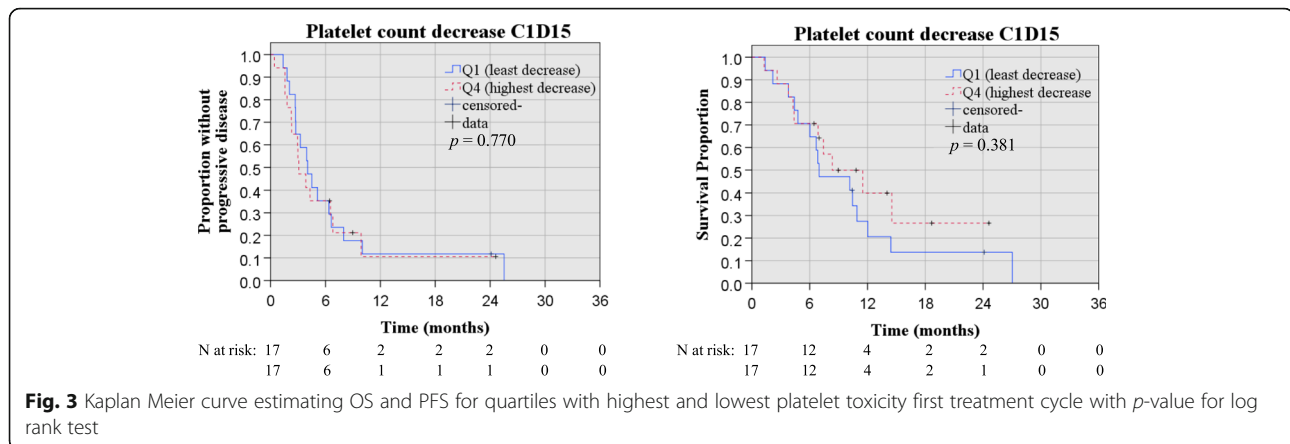 Platelet count decrease C1D15
Proportion without
progressive disease
1.0
0.9
0.8
0.7
0.6
0.5
0.4
0.3
0.2
0.1
0.0
Q1 (least decrease)
Q4 (highest decrease)
censored-
data
p = 0.770
0 6 12 18 24 30 36
Time (months)
N at risk: 17 6 2 2 2 0 0
17 6 1 1 1 0 0
Platelet count decrease C1D15
Survival Proportion
1.0
0.9
0.8
0.7
0.6
0.5
0.4
0.3
0.2
0.1
0.0
Q1 (least decrease)
Q4 (highest decrease
censored-
data
p = 0.381
0 6 12 18 24 30 36
Time (months)
N at risk: 17 12 4 2 2 0 0
17 12 4 2 1 0 0
Fig. 3 Kaplan Meier curve estimating OS and PFS for quartiles with highest and lowest platelet toxicity first treatment cycle with p-value for log
rank test